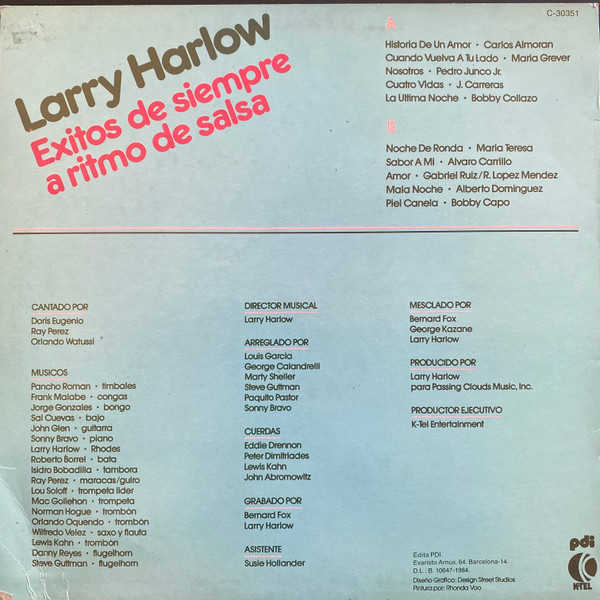 C-30351
Larry Harlow
Exitos de siempre
a ritmo de salsa
A
Historia De Un Amor • Carlos Almoran
Cuando Vuelva A Tu Lado • Maria Grever
Nosotros • Pedro Junco Jr.
Cuatro Vidas • J. Carreras
La Ultima Noche • Bobby Collazo
B
Noche De Ronda • Maria Teresa
Sabor A Mi • Alvaro Carrillo
Amor • Gabriel Ruiz/R. Lopez Mendez
Mala Noche • Alberto Dominguez
Piel Canela • Bobby Capo
CANTADO POR
Doris Eugenio
Ray Perez
Orlando Watussi
MUSICOS
Pancho Roman • timbales
Frank Malabe • congas
Jorge Gonzales • bongo
Sal Cuevas • bajo
John Glen • guitarra
Sonny Bravo • piano
Larry Harlow • Rhodes
Roberto Borrel • bata
Isidro Bobadilla • tambora
Ray Perez • maracas/guiro
Lou Soloff • trompeta lider
Mac Gollehon • trompeta
Norman Hogue • trombón
Orlando Oquendo • trombón
Wilfredo Velez • saxo y flauta
Lewis Kahn • trombón
Danny Reyes • flugelhorn
Steve Guttman • flugelhorn
DIRECTOR MUSICAL
Larry Harlow
ARREGLADO POR
Louis Garcia
George Calandrelli
Marty Sheller
Steve Guttman
Paquito Pastor
Sonny Bravo
CUERDAS
Eddie Drennon
Peter Dimitriades
Lewis Kahn
John Abromowitz
GRABADO POR
Bernard Fox
Larry Harlow
ASISTENTE
Susie Hollander
MESCLADO POR
Bernard Fox
George Kazane
Larry Harlow
PRODUCIDO POR
Larry Harlow
para Passing Clouds Music, Inc.
PRODUCTOR EJECUTIVO
K-Tel Entertainment
Edita PDI.
Evaristo Arnús, 64. Barcelona-14.
D.L.: B. 10647-1984.
Diseño Gráfico: Design Street Studios
Pintura por: Rhonda Voo
pdi
K-TEL